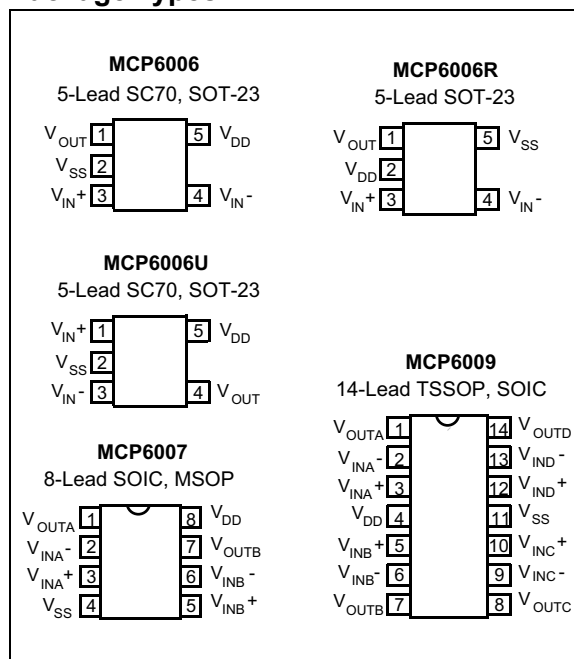 MCP6006
5-Lead SC70, SOT-23
VOUT 1 5 VDD
VSS 2
VIN+ 3 4 VIN-
MCP6006R
5-Lead SOT-23
VOUT 1 5 VSS
VDD 2
VIN+ 3 4 VIN-
MCP6006U
5-Lead SC70, SOT-23
VIN+ 1 5 VDD
VSS 2
VIN- 3 4 VOUT
MCP6007
8-Lead SOIC, MSOP
VOUTA 1 8 VDD
VINA- 2 7 VOUTB
VINA+ 3 6 VINB-
VSS 4 5 VINB+
MCP6009
14-Lead TSSOP, SOIC
VOUTA 1 14 VOUTD
VINA- 2 13 VIND-
VINA+ 3 12 VIND+
VDD 4 11 VSS
VINB+ 5 10 VINC+
VINB- 6 9 VINC-
VOUTB 7 8 VOUTC